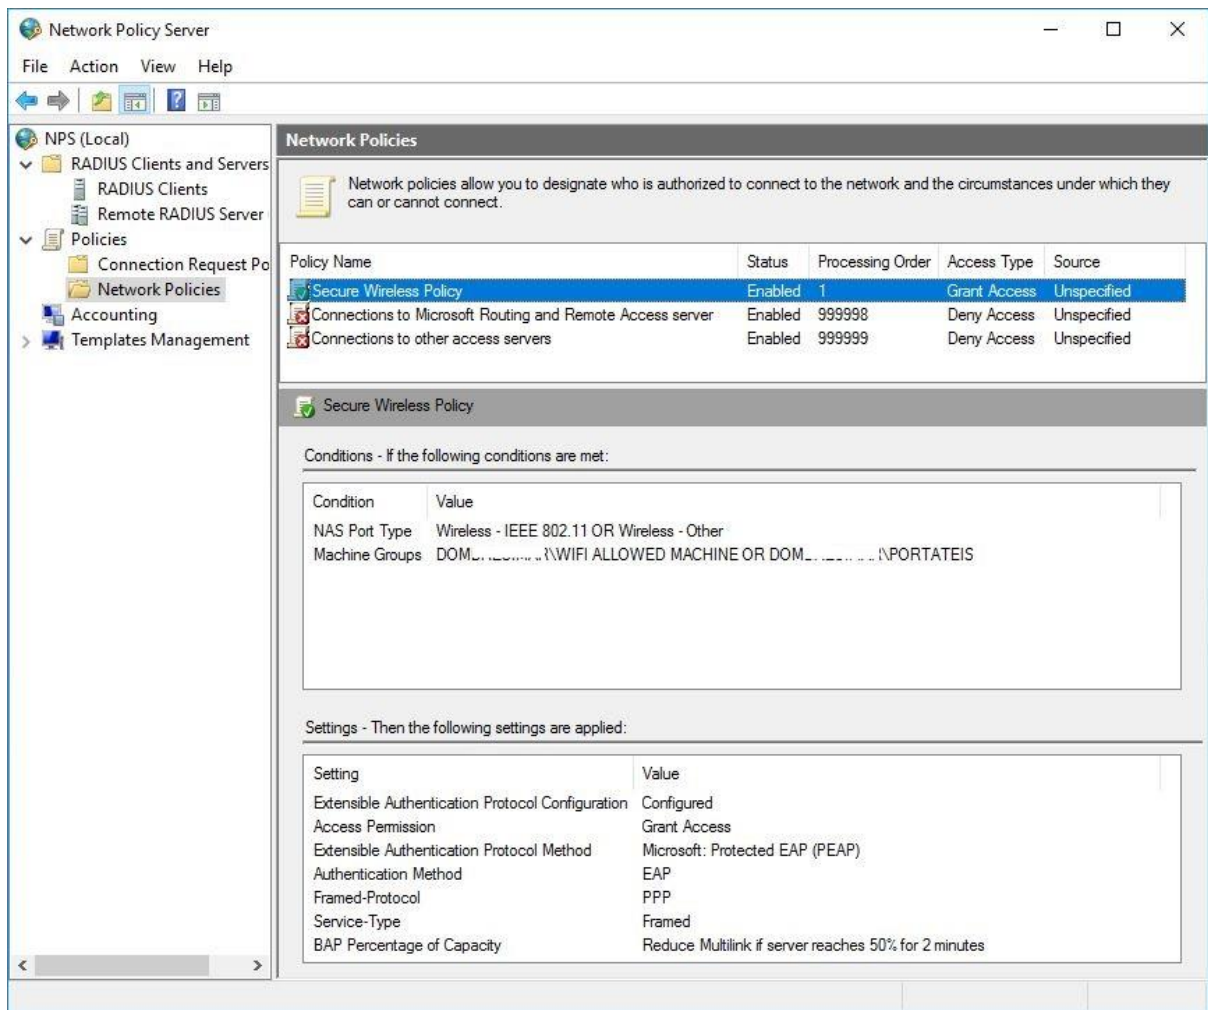 Network Policy Server
File Action View Help
NPS (Local)
RADIUS Clients and Servers
RADIUS Clients
Remote RADIUS Server
Policies
Connection Request Po
Network Policies
Accounting
Templates Management
Network Policies
Network policies allow you to designate who is authorized to connect to the network and the circumstances under which they
can or cannot connect.
Policy Name Status Processing Order Access Type Source
Secure Wireless Policy Enabled 1 Grant Access Unspecified
Connections to Microsoft Routing and Remote Access server Enabled 999998 Deny Access Unspecified
Connections to other access servers Enabled 999999 Deny Access Unspecified
Secure Wireless Policy
Conditions - If the following conditions are met:
Condition Value
NAS Port Type Wireless - IEEE 802.11 OR Wireless - Other
Machine Groups \WIFI ALLOWED MACHINE OR \PORTATEIS
Settings - Then the following settings are applied:
Setting Value
Extensible Authentication Protocol Configuration Configured
Access Permission Grant Access
Extensible Authentication Protocol Method Microsoft: Protected EAP (PEAP)
Authentication Method EAP
Framed-Protocol PPP
Service-Type Framed
BAP Percentage of Capacity Reduce Multilink if server reaches 50% for 2 minutes